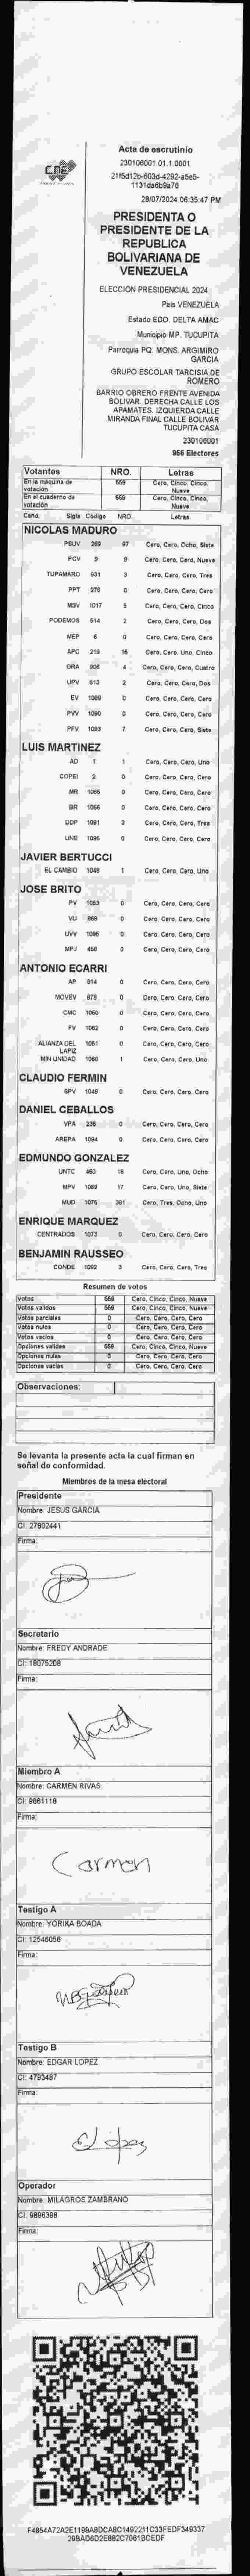 CNE
Acta de escrutinio
230106001.01.1.0001
21f5d12b-603d-4292-a5e5-
1131da6b9a76
28/07/2024 06:35:47 PM
PRESIDENTA O
PRESIDENTE DE LA
REPUBLICA
BOLIVARIANA DE
VENEZUELA
ELECCION PRESIDENCIAL 2024
País VENEZUELA
Estado EDO. DELTA AMAC
Municipio MP. TUCUPITA
Parroquia PQ. MONS. ARGIMIRO
GARCIA
GRUPO ESCOLAR TARCISIA DE
ROMERO
BARRIO OBRERO FRENTE AVENIDA
BOLIVAR. DERECHA CALLE LOS
APAMATES. IZQUIERDA CALLE
MIRANDA FINAL CALLE BOLIVAR
TUCUPITA CASA
230106001
956 Electores
Votantes NRO. Letras
En la máquina de votación 559 Cero, Cinco, Cinco, Nueve
En el cuaderno de votación 559 Cero, Cinco, Cinco, Nueve
Cand. Sigla Código NRO. Letras
NICOLAS MADURO
PSUV 269 87 Cero, Cero, Ocho, Siete
PCV 9 9 Cero, Cero, Cero, Nueve
TUPAMARO 931 3 Cero, Cero, Cero, Tres
PPT 276 0 Cero, Cero, Cero, Cero
MSV 1017 5 Cero, Cero, Cero, Cinco
PODEMOS 514 2 Cero, Cero, Cero, Dos
MEP 6 0 Cero, Cero, Cero, Cero
APC 219 15 Cero, Cero, Uno, Cinco
ORA 906 4 Cero, Cero, Cero, Cuatro
UPV 613 2 Cero, Cero, Cero, Dos
EV 1089 0 Cero, Cero, Cero, Cero
PVV 1090 0 Cero, Cero, Cero, Cero
PFV 1093 7 Cero, Cero, Cero, Siete
LUIS MARTINEZ
AD 1 1 Cero, Cero, Cero, Uno
COPEI 2 0 Cero, Cero, Cero, Cero
MR 1065 0 Cero, Cero, Cero, Cero
BR 1066 0 Cero, Cero, Cero, Cero
DDP 1091 3 Cero, Cero, Cero, Tres
UNE 1095 0 Cero, Cero, Cero, Cero
JAVIER BERTUCCI
EL CAMBIO 1048 1 Cero, Cero, Cero, Uno
JOSE BRITO
PV 1063 0 Cero, Cero, Cero, Cero
VU 969 0 Cero, Cero, Cero, Cero
UVV 1096 0 Cero, Cero, Cero, Cero
MPJ 450 0 Cero, Cero, Cero, Cero
ANTONIO ECARRI
AP 914 0 Cero, Cero, Cero, Cero
MOVEV 978 0 Cero, Cero, Cero, Cero
CMC 1050 0 Cero, Cero, Cero, Cero
FV 1062 0 Cero, Cero, Cero, Cero
ALIANZA DEL LAPIZ 1051 0 Cero, Cero, Cero, Cero
MIN UNIDAD 1068 1 Cero, Cero, Cero, Uno
CLAUDIO FERMIN
SPV 1049 0 Cero, Cero, Cero, Cero
DANIEL CEBALLOS
VPA 236 0 Cero, Cero, Cero, Cero
AREPA 1094 0 Cero, Cero, Cero, Cero
EDMUNDO GONZALEZ
UNTC 483 18 Cero, Cero, Uno, Ocho
MPV 1069 17 Cero, Cero, Uno, Siete
MUD 1075 381 Cero, Tres, Ocho, Uno
ENRIQUE MARQUEZ
CENTRADOS 1073 0 Cero, Cero, Cero, Cero
BENJAMIN RAUSSEO
CONDE 1092 3 Cero, Cero, Cero, Tres
Resumen de votos
Votos 559 Cero, Cinco, Cinco, Nueve
Votos validos 559 Cero, Cinco, Cinco, Nueve
Votos parciales 0 Cero, Cero, Cero, Cero
Votos nulos 0 Cero, Cero, Cero, Cero
Votos vacios 0 Cero, Cero, Cero, Cero
Opciones validas 559 Cero, Cinco, Cinco, Nueve
Opciones nulas 0 Cero, Cero, Cero, Cero
Opciones vacias 0 Cero, Cero, Cero, Cero
Observaciones:
Se levanta la presente acta la cual firman en
señal de conformidad.
Miembros de la mesa electoral
Presidente
Nombre: JESUS GARCIA
CI: 27602441
Firma:
Secretario
Nombre: FREDY ANDRADE
CI: 18075208
Firma:
Miembro A
Nombre: CARMEN RIVAS
CI: 9861118
Firma:
Carmen
Testigo A
Nombre: YORIKA BOADA
CI: 12546056
Firma:
Testigo B
Nombre: EDGAR LOPEZ
CI: 4793487
Firma:
E López
Operador
Nombre: MILAGROS ZAMBRANO
CI: 9896398
Firma:
F4854A72A2E1199A8DCA8C1492211C33FEDF349337
29BAD6D2E882C7061BCEDF